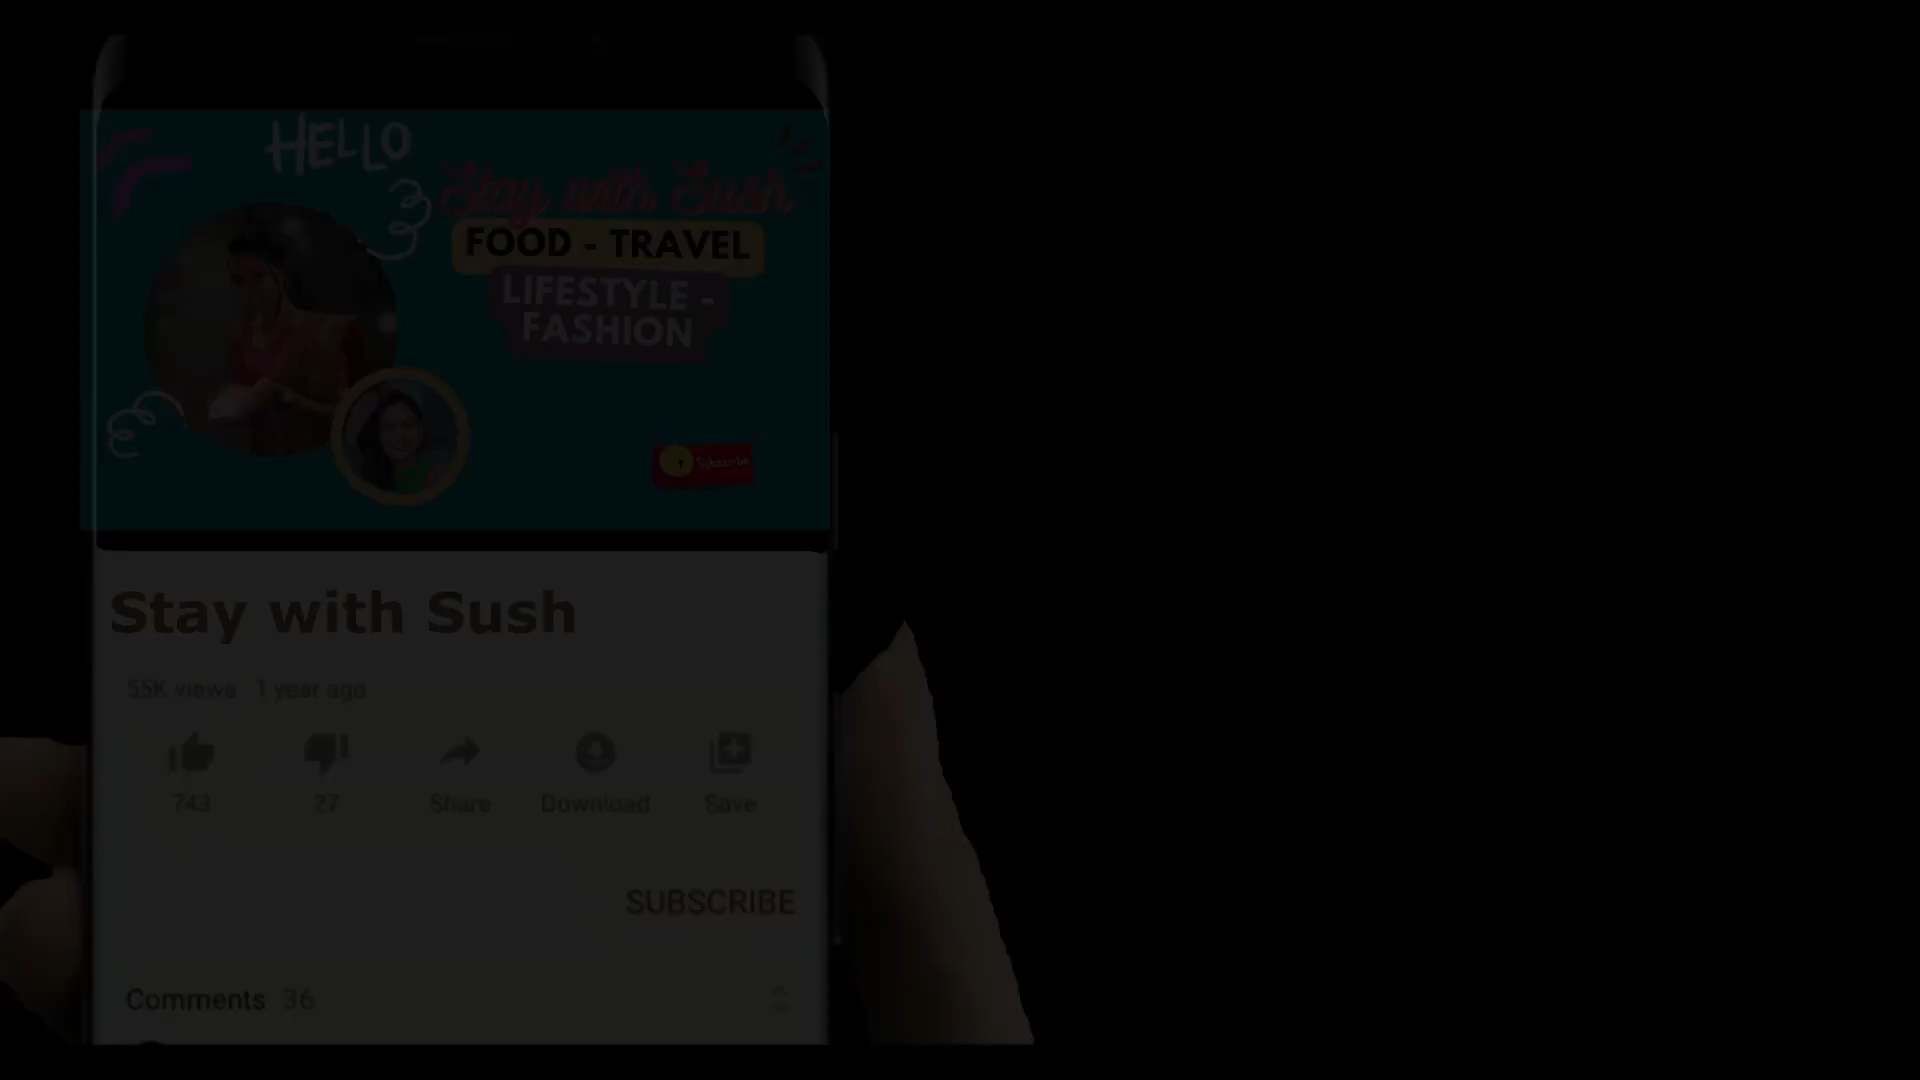 HELLO
Stay with Sush
FOOD - TRAVEL
LIFESTYLE -
FASHION
Subscribe
Stay with Sush
55K views 1 year ago
743 27 Share Download Save
SUBSCRIBE
Comments 36